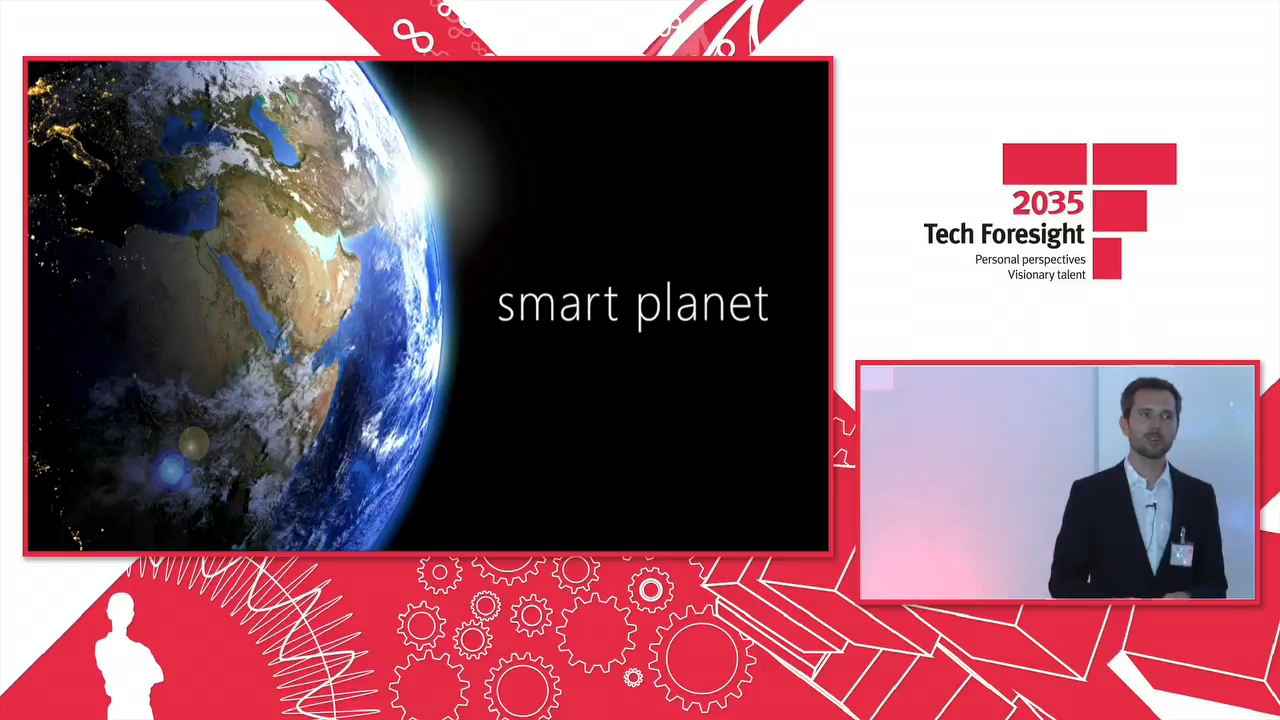 smart planet
2035
Tech Foresight
Personal perspectives
Visionary talent